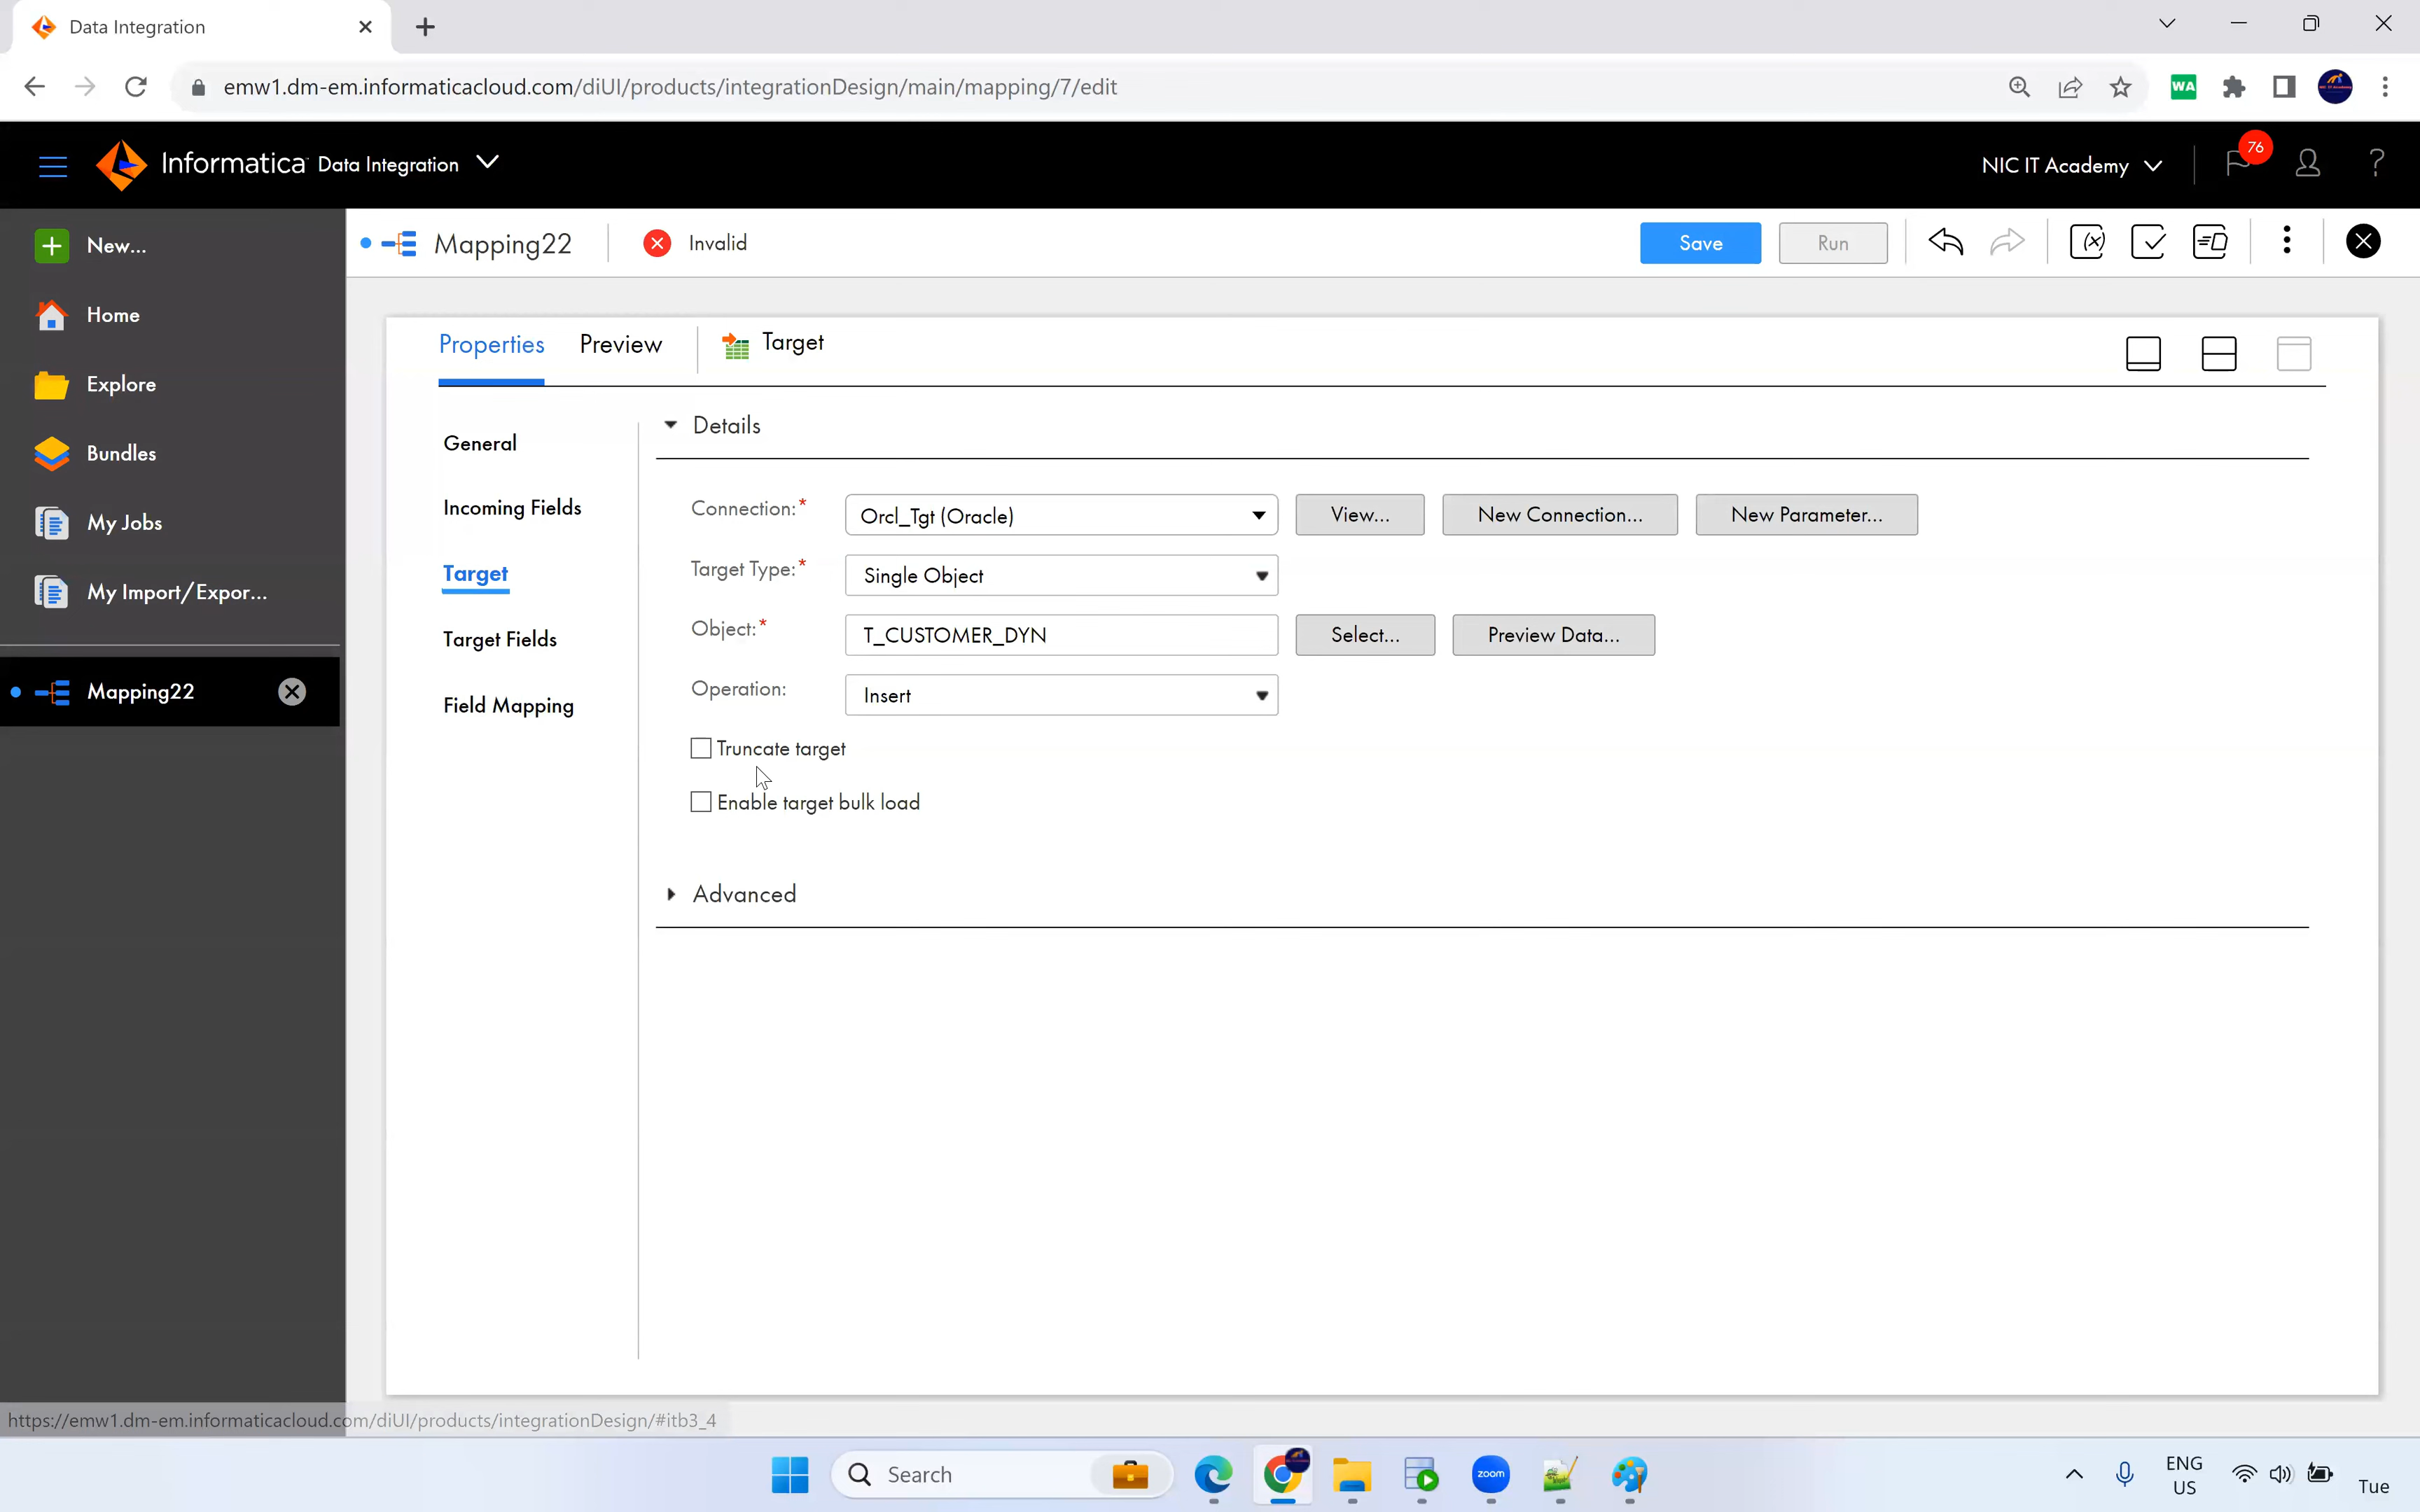 Data Integration
emw1.dm-em.informaticacloud.com/diUI/products/integrationDesign/main/mapping/7/edit
WA
Informatica Data Integration
NIC IT Academy
76
?
New...
Mapping22
Invalid
Save
Run
(x)
Home
Explore
Bundles
My Jobs
My Import/Expor...
Mapping22
Properties
Preview
Target
General
Incoming Fields
Target
Target Fields
Field Mapping
Details
Connection:*
Orcl_Tgt (Oracle)
View...
New Connection...
New Parameter...
Target Type:*
Single Object
Object:*
T_CUSTOMER_DYN
Select...
Preview Data...
Operation:
Insert
Truncate target
Enable target bulk load
Advanced
https://emw1.dm-em.informaticacloud.com/diUI/products/integrationDesign/#itb3_4
Search
zoom
ENG
US
Tue